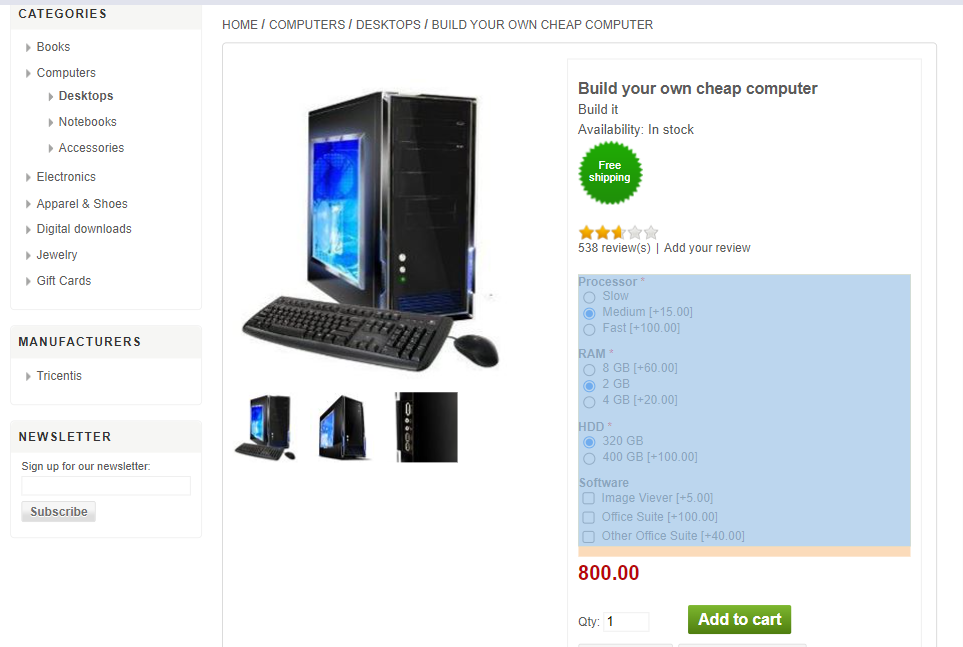 CATEGORIES
Books
Computers
Desktops
Notebooks
Accessories
Electronics
Apparel & Shoes
Digital downloads
Jewelry
Gift Cards
MANUFACTURERS
Tricentis
NEWSLETTER
Sign up for our newsletter:
Subscribe
HOME / COMPUTERS / DESKTOPS / BUILD YOUR OWN CHEAP COMPUTER
Build your own cheap computer
Build it
Availability: In stock
Free
shipping
538 review(s) | Add your review
Processor *
Slow
Medium [+15.00]
Fast [+100.00]
RAM *
8 GB [+60.00]
2 GB
4 GB [+20.00]
HDD *
320 GB
400 GB [+100.00]
Software
Image Viever [+5.00]
Office Suite [+100.00]
Other Office Suite [+40.00]
800.00
Qty: 1
Add to cart